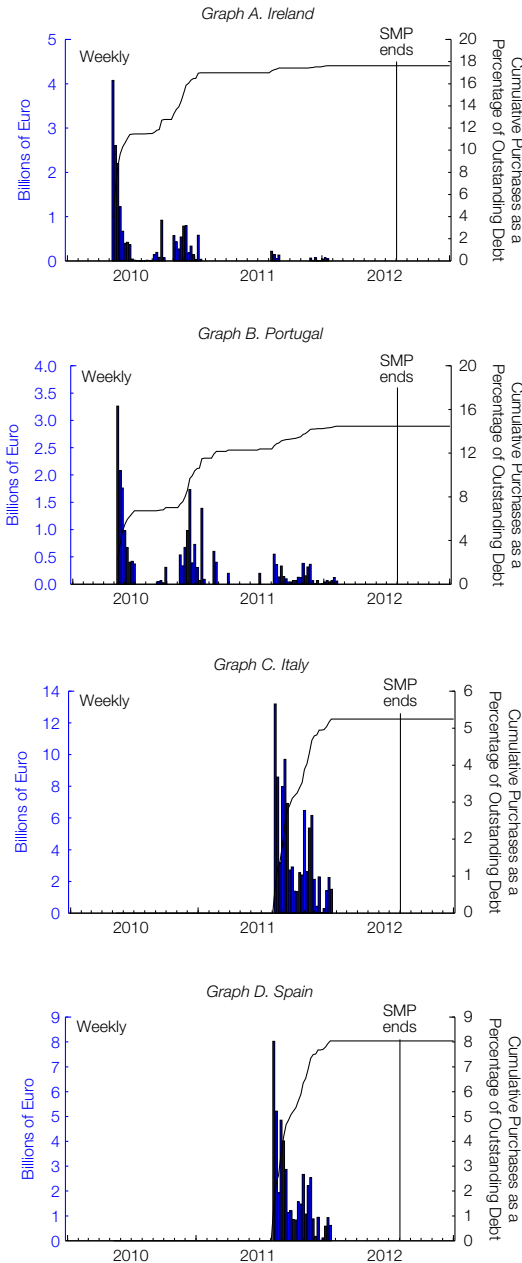 Graph A. Ireland
Weekly
SMP
ends
Billions of Euro
5
4
3
2
1
0
20
18
16
14
12
10
8
6
4
2
0
Cumulative Purchases as a
Percentage of Outstanding Debt
2010 2011 2012
Graph B. Portugal
Weekly
SMP
ends
Billions of Euro
4.0
3.5
3.0
2.5
2.0
1.5
1.0
0.5
0.0
20
16
12
8
4
0
Cumulative Purchases as a
Percentage of Outstanding Debt
2010 2011 2012
Graph C. Italy
Weekly
SMP
ends
Billions of Euro
14
12
10
8
6
4
2
0
6
5
4
3
2
1
0
Cumulative Purchases as a
Percentage of Outstanding Debt
2010 2011 2012
Graph D. Spain
Weekly
SMP
ends
Billions of Euro
9
8
7
6
5
4
3
2
1
0
9
8
7
6
5
4
3
2
1
0
Cumulative Purchases as a
Percentage of Outstanding Debt
2010 2011 2012